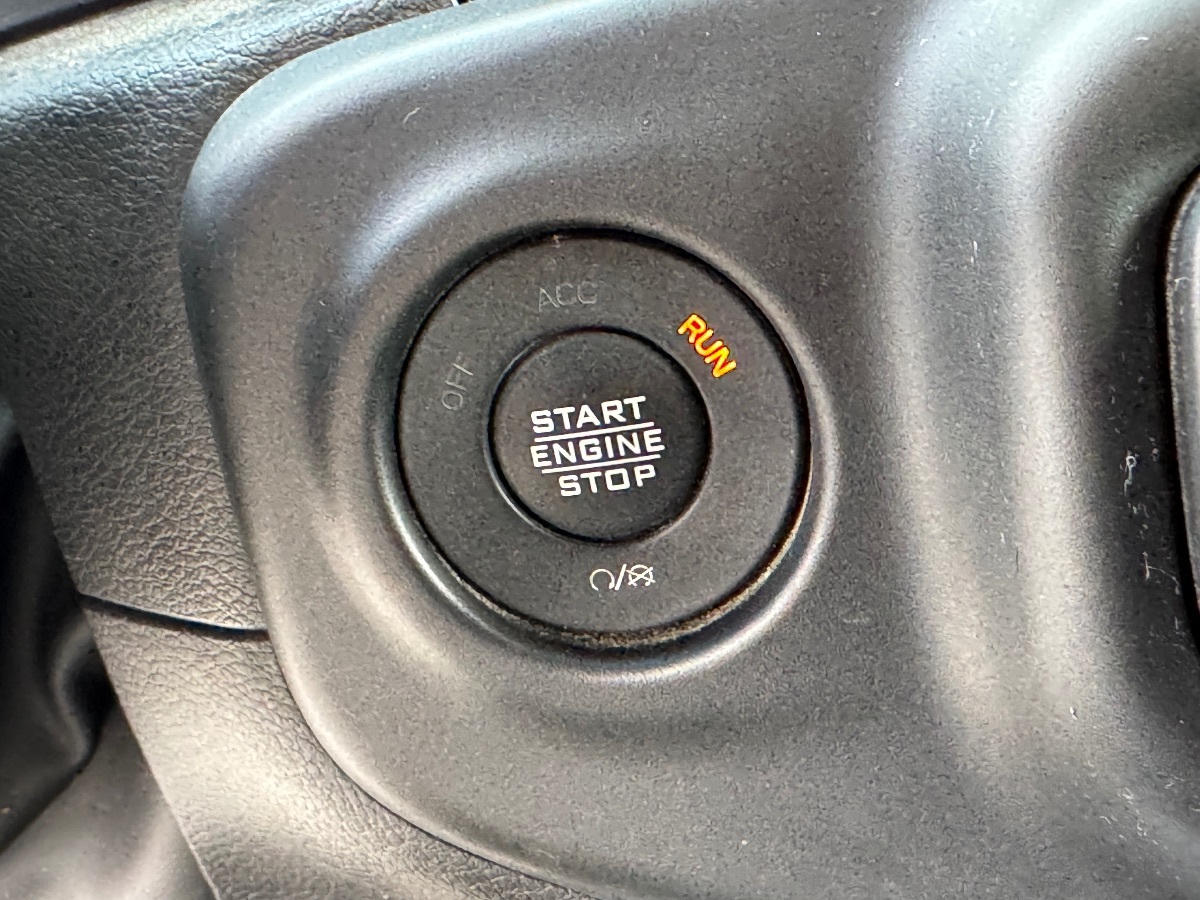 ACC
RUN
OFF
START
ENGINE
STOP